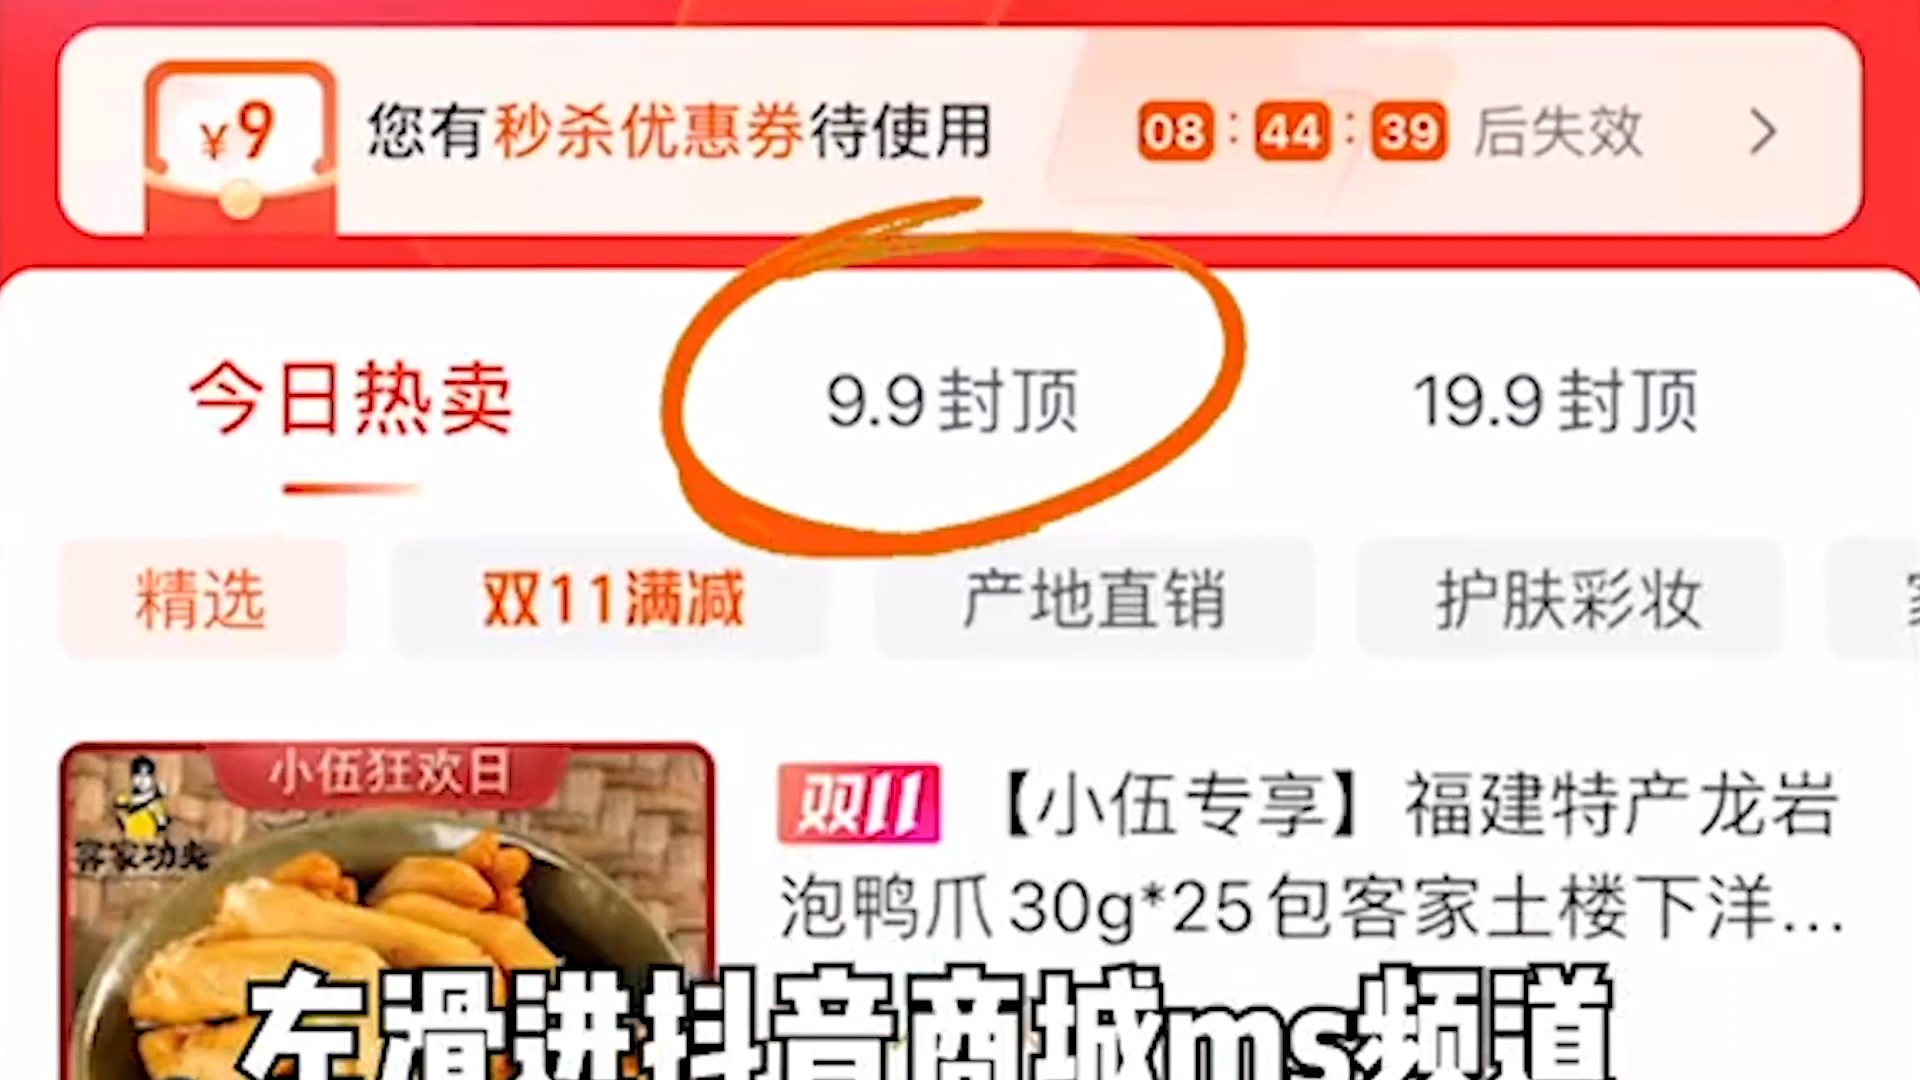 ¥9
您有秒杀优惠券待使用
08:44:39 后失效
今日热卖
9.9封顶
19.9封顶
精选
双11满减
产地直销
护肤彩妆
小伍狂欢日
客家功夫
双11 【小伍专享】福建特产龙岩
泡鸭爪30g*25包客家土楼下洋...
左滑进抖音商城ms频道